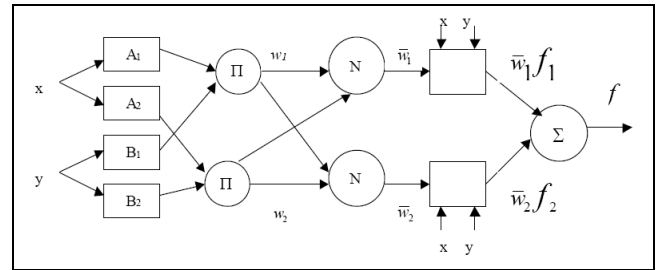 x y
A₁
w₁
w̅₁
w̅₁f₁
Π
N
f
x
A₂
B₁
Σ
y
B₂
Π
N
w₂
w̅₂
w̅₂f₂
x y